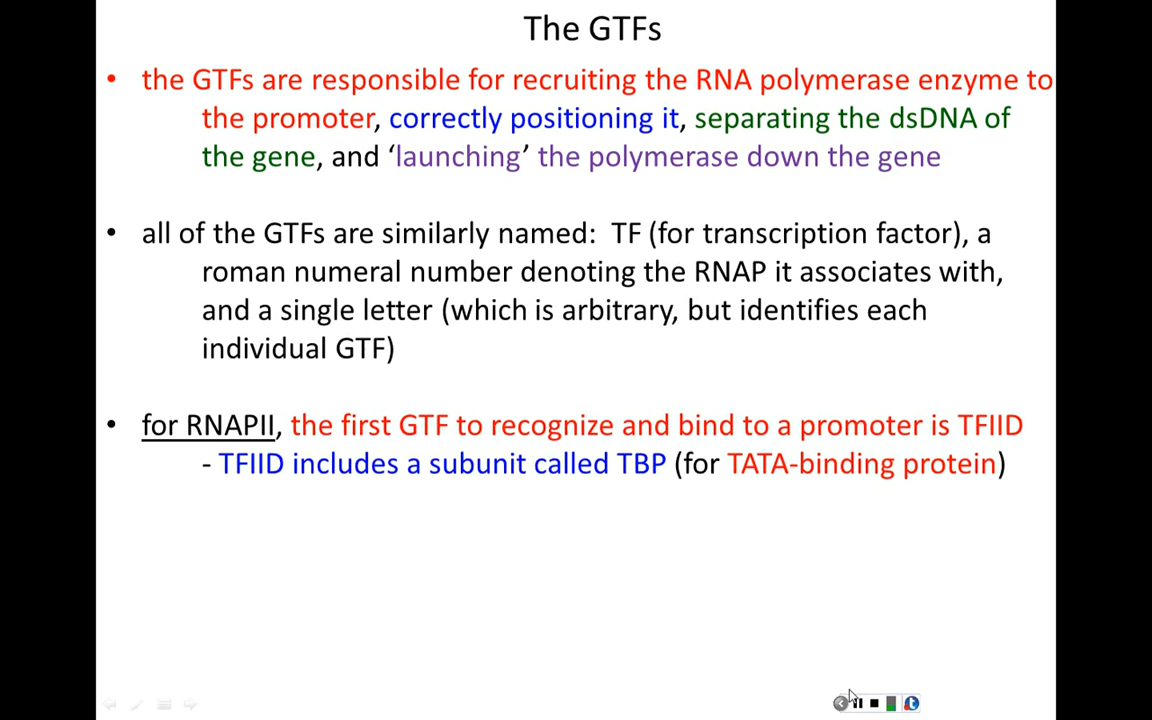 The GTFs
• the GTFs are responsible for recruiting the RNA polymerase enzyme to
the promoter, correctly positioning it, separating the dsDNA of
the gene, and ‘launching’ the polymerase down the gene
• all of the GTFs are similarly named:  TF (for transcription factor), a
roman numeral number denoting the RNAP it associates with,
and a single letter (which is arbitrary, but identifies each
individual GTF)
• for RNAPII, the first GTF to recognize and bind to a promoter is TFIID
- TFIID includes a subunit called TBP (for TATA-binding protein)